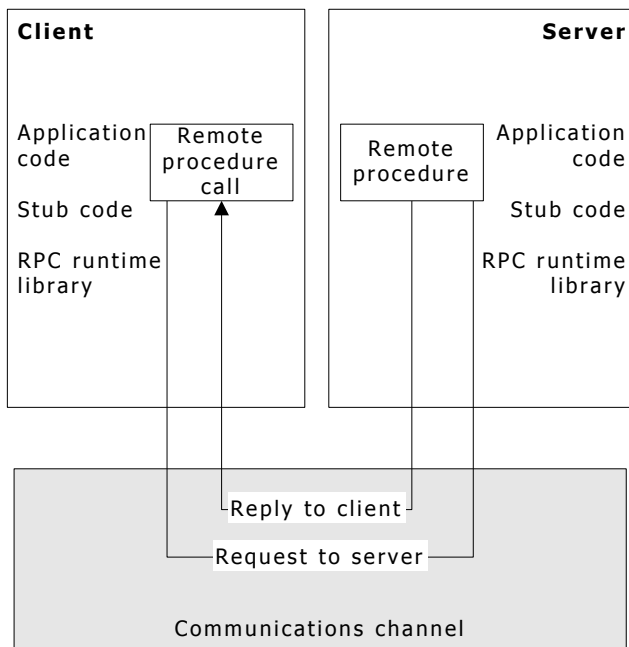 Client
Application
code
Remote
procedure
call
Stub code
RPC runtime
library
Server
Remote
procedure
Application
code
Stub code
RPC runtime
library
Reply to client
Request to server
Communications channel